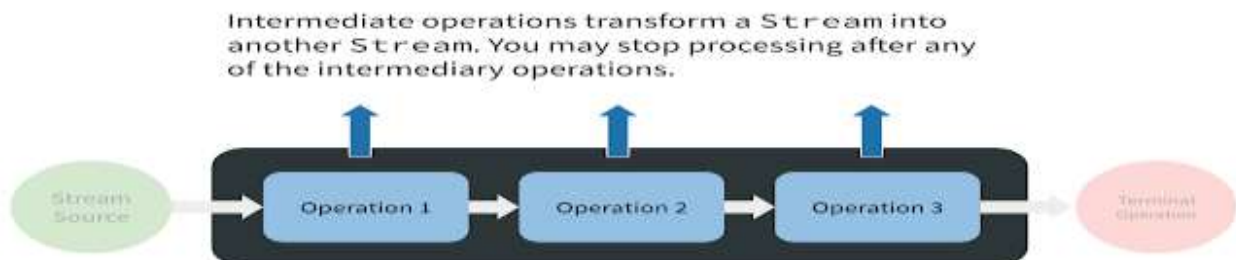 Intermediate operations transform a Stream into
another Stream. You may stop processing after any
of the intermediary operations.
Stream
Source
Operation 1
Operation 2
Operation 3
Terminal
Operation